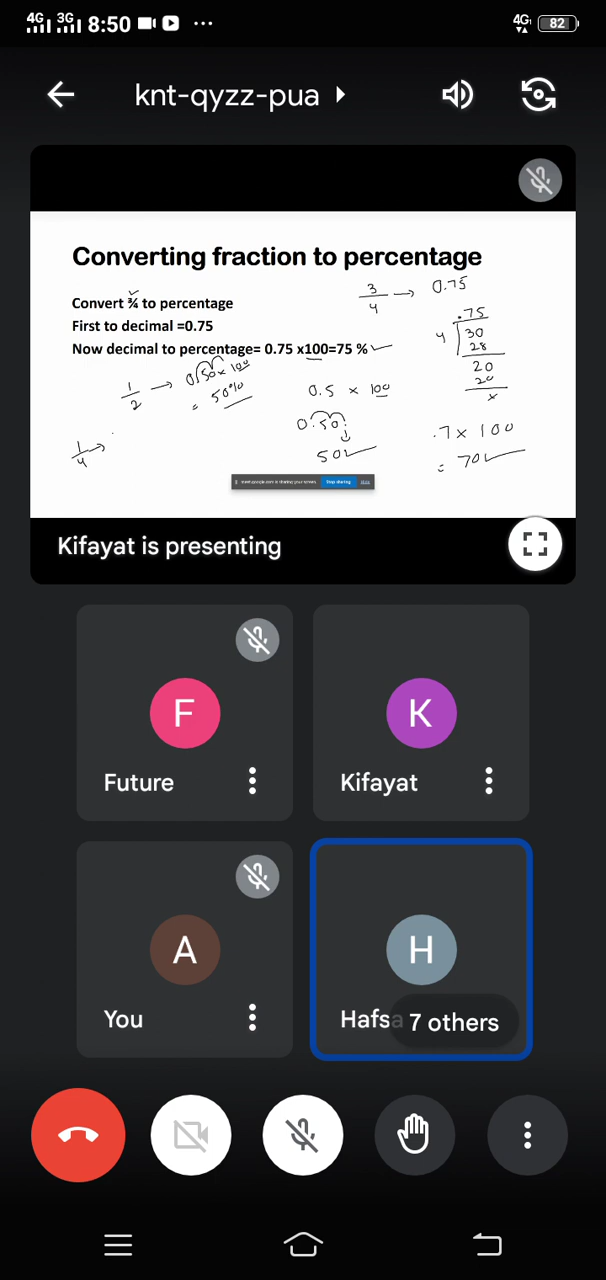 4G 3G 8:50 ... 4G 82
knt-qyzz-pua
Converting fraction to percentage
Convert ¾ to percentage
First to decimal =0.75
Now decimal to percentage= 0.75 x100=75 %
3/4 → 0.75
.75
4 30
28
20
20
x
1/2 → 0.50 x 100
= 50%
0.5 x 100
0.50.
50
.7 x 100
= 70
1/4 →
Stop sharing
Kifayat is presenting
F
Future
K
Kifayat
A
You
H
Hafsa 7 others